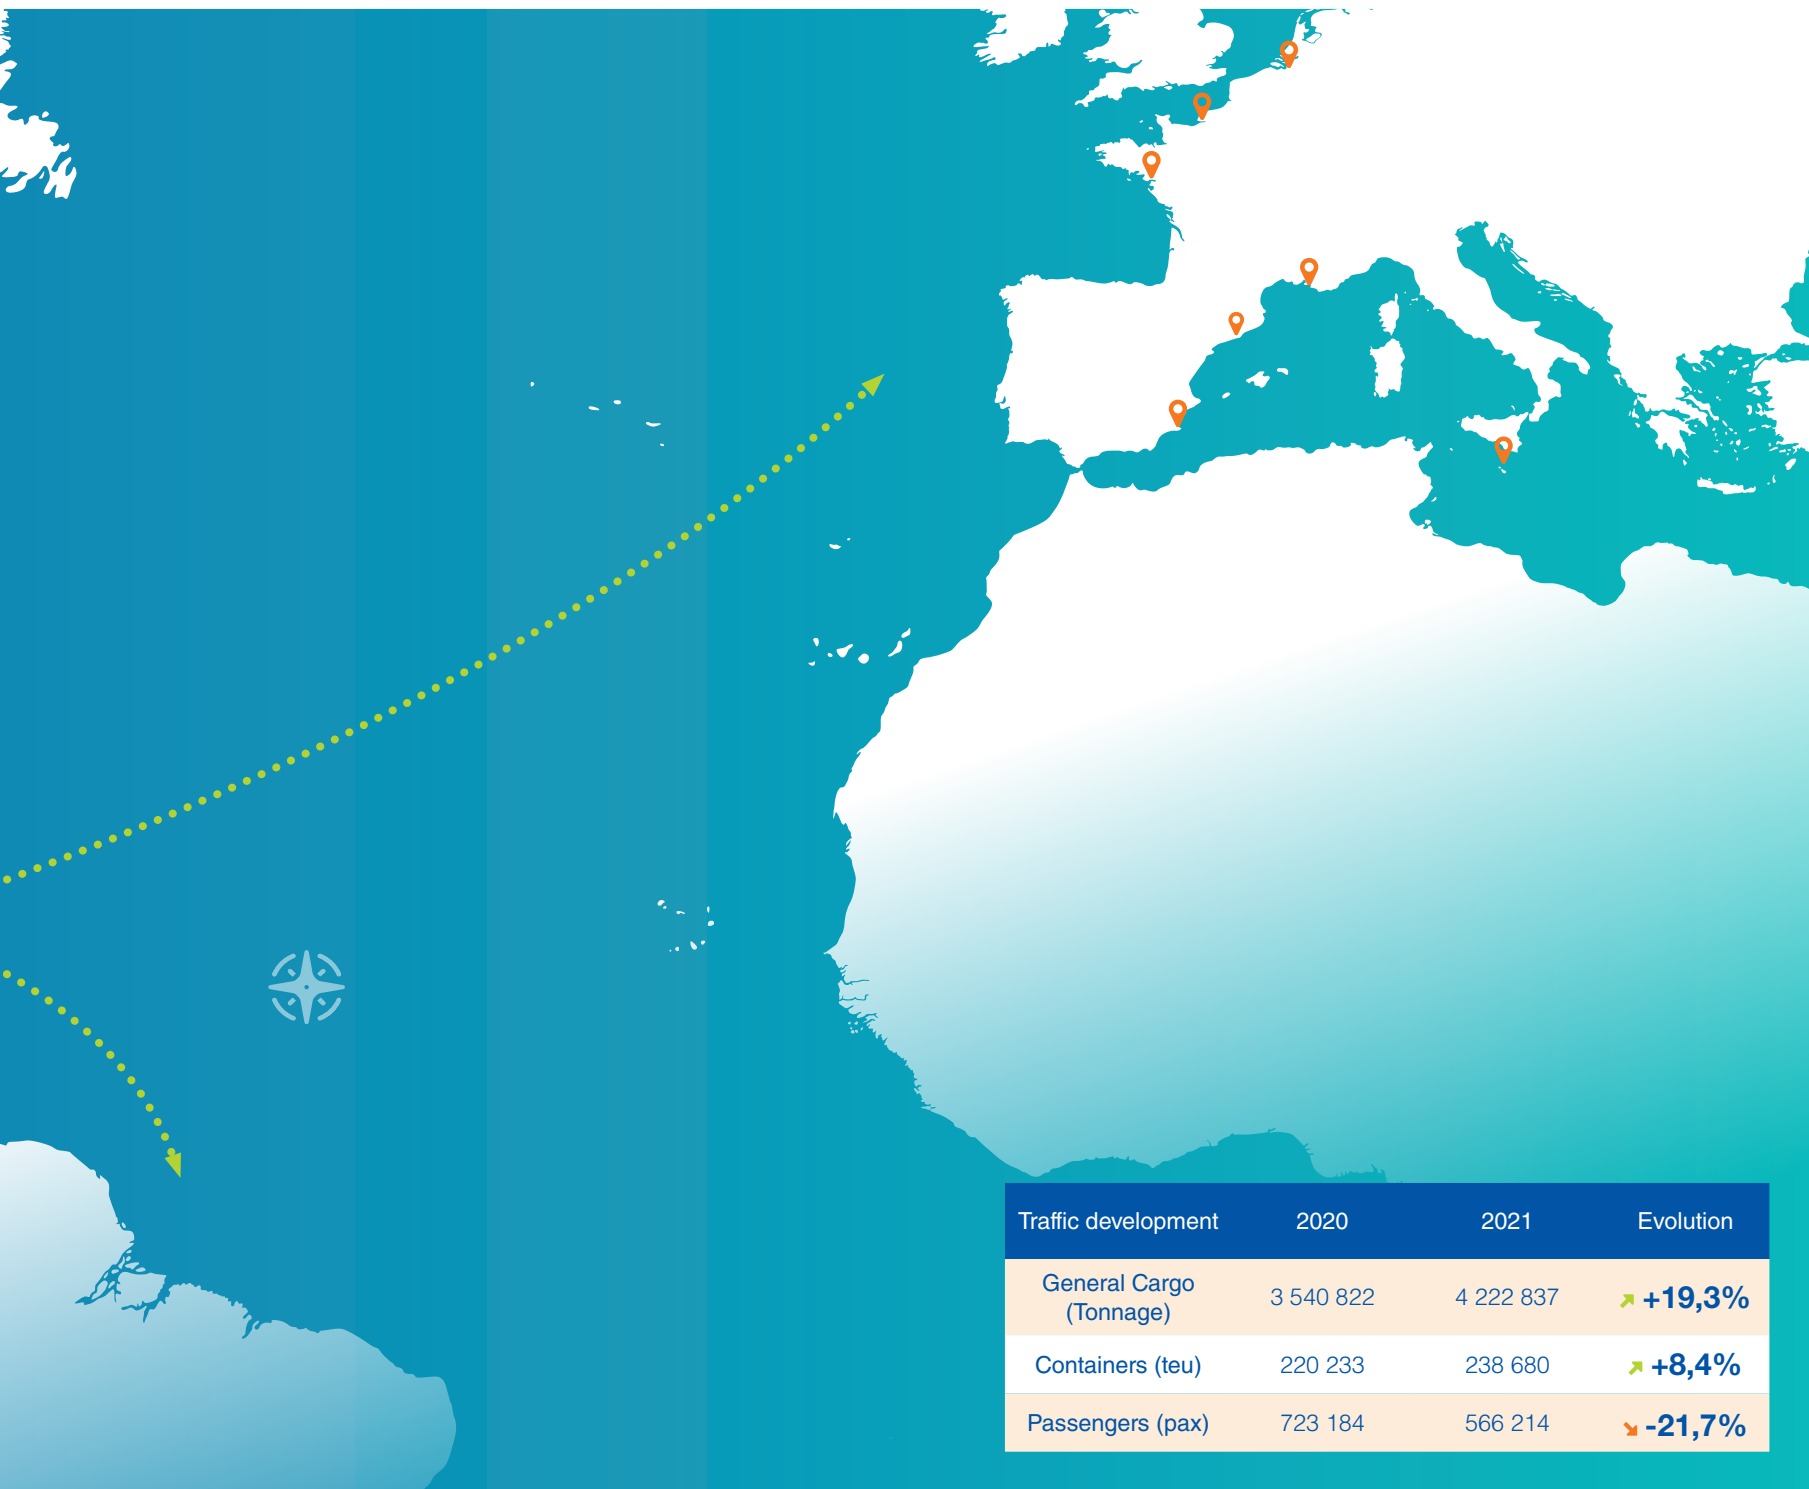 Traffic development 2020 2021 Evolution
General Cargo
(Tonnage) 3 540 822 4 222 837 +19,3%
Containers (teu) 220 233 238 680 +8,4%
Passengers (pax) 723 184 566 214 -21,7%